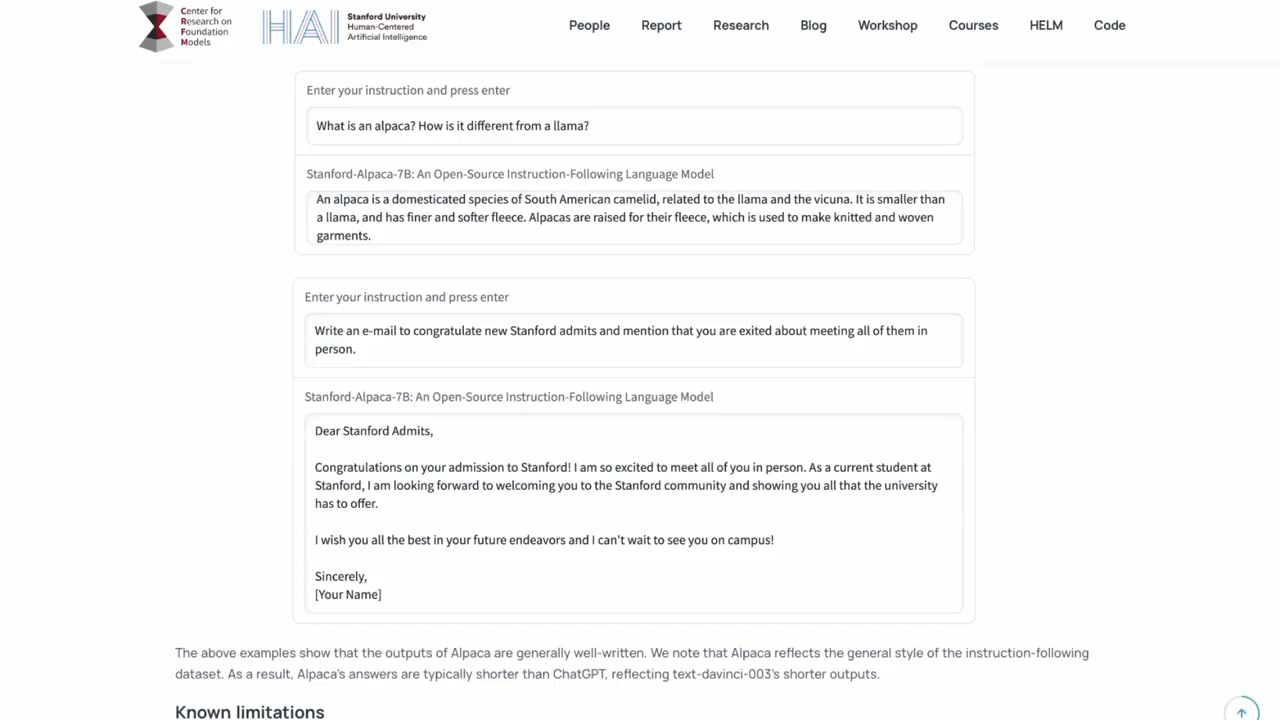 Center for
Research on
Foundation
Models
HAI
Stanford University
Human-Centered
Artificial Intelligence
People
Report
Research
Blog
Workshop
Courses
HELM
Code
Enter your instruction and press enter
What is an alpaca? How is it different from a llama?
Stanford-Alpaca-7B: An Open-Source Instruction-Following Language Model
An alpaca is a domesticated species of South American camelid, related to the llama and the vicuna. It is smaller than
a llama, and has finer and softer fleece. Alpacas are raised for their fleece, which is used to make knitted and woven
garments.
Enter your instruction and press enter
Write an e-mail to congratulate new Stanford admits and mention that you are exited about meeting all of them in
person.
Stanford-Alpaca-7B: An Open-Source Instruction-Following Language Model
Dear Stanford Admits,
Congratulations on your admission to Stanford! I am so excited to meet all of you in person. As a current student at
Stanford, I am looking forward to welcoming you to the Stanford community and showing you all that the university
has to offer.
I wish you all the best in your future endeavors and I can't wait to see you on campus!
Sincerely,
[Your Name]
The above examples show that the outputs of Alpaca are generally well-written. We note that Alpaca reflects the general style of the instruction-following
dataset. As a result, Alpaca's answers are typically shorter than ChatGPT, reflecting text-davinci-003's shorter outputs.
Known limitations